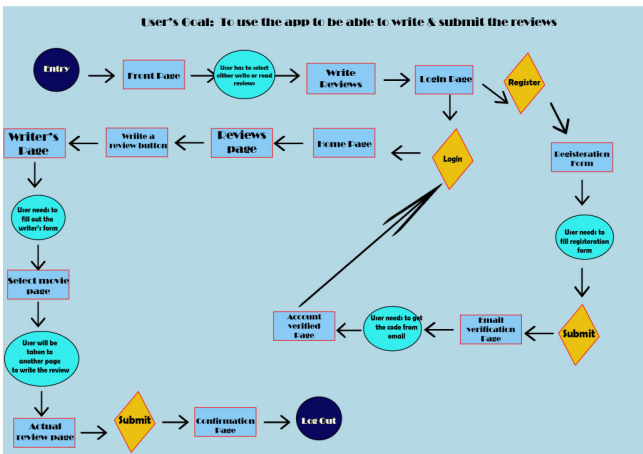 User's Goal: To use the app to be able to write & submit the reviews
Entry
Front Page
User has to select
either write or read
reviews
Write
Reviews
Login Page
Register
Writer's
Page
Write a
review button
Reviews
page
Home Page
Login
Registeration
Form
User needs to
fill out the
writer's form
User needs to
fill registeration
form
Select movie
page
Account
verified
Page
User needs to get
the code from
email
Email
verification
Page
Submit
User will be
taken to
another page
to write the review
Actual
review page
Submit
Confirmation
Page
Log Out